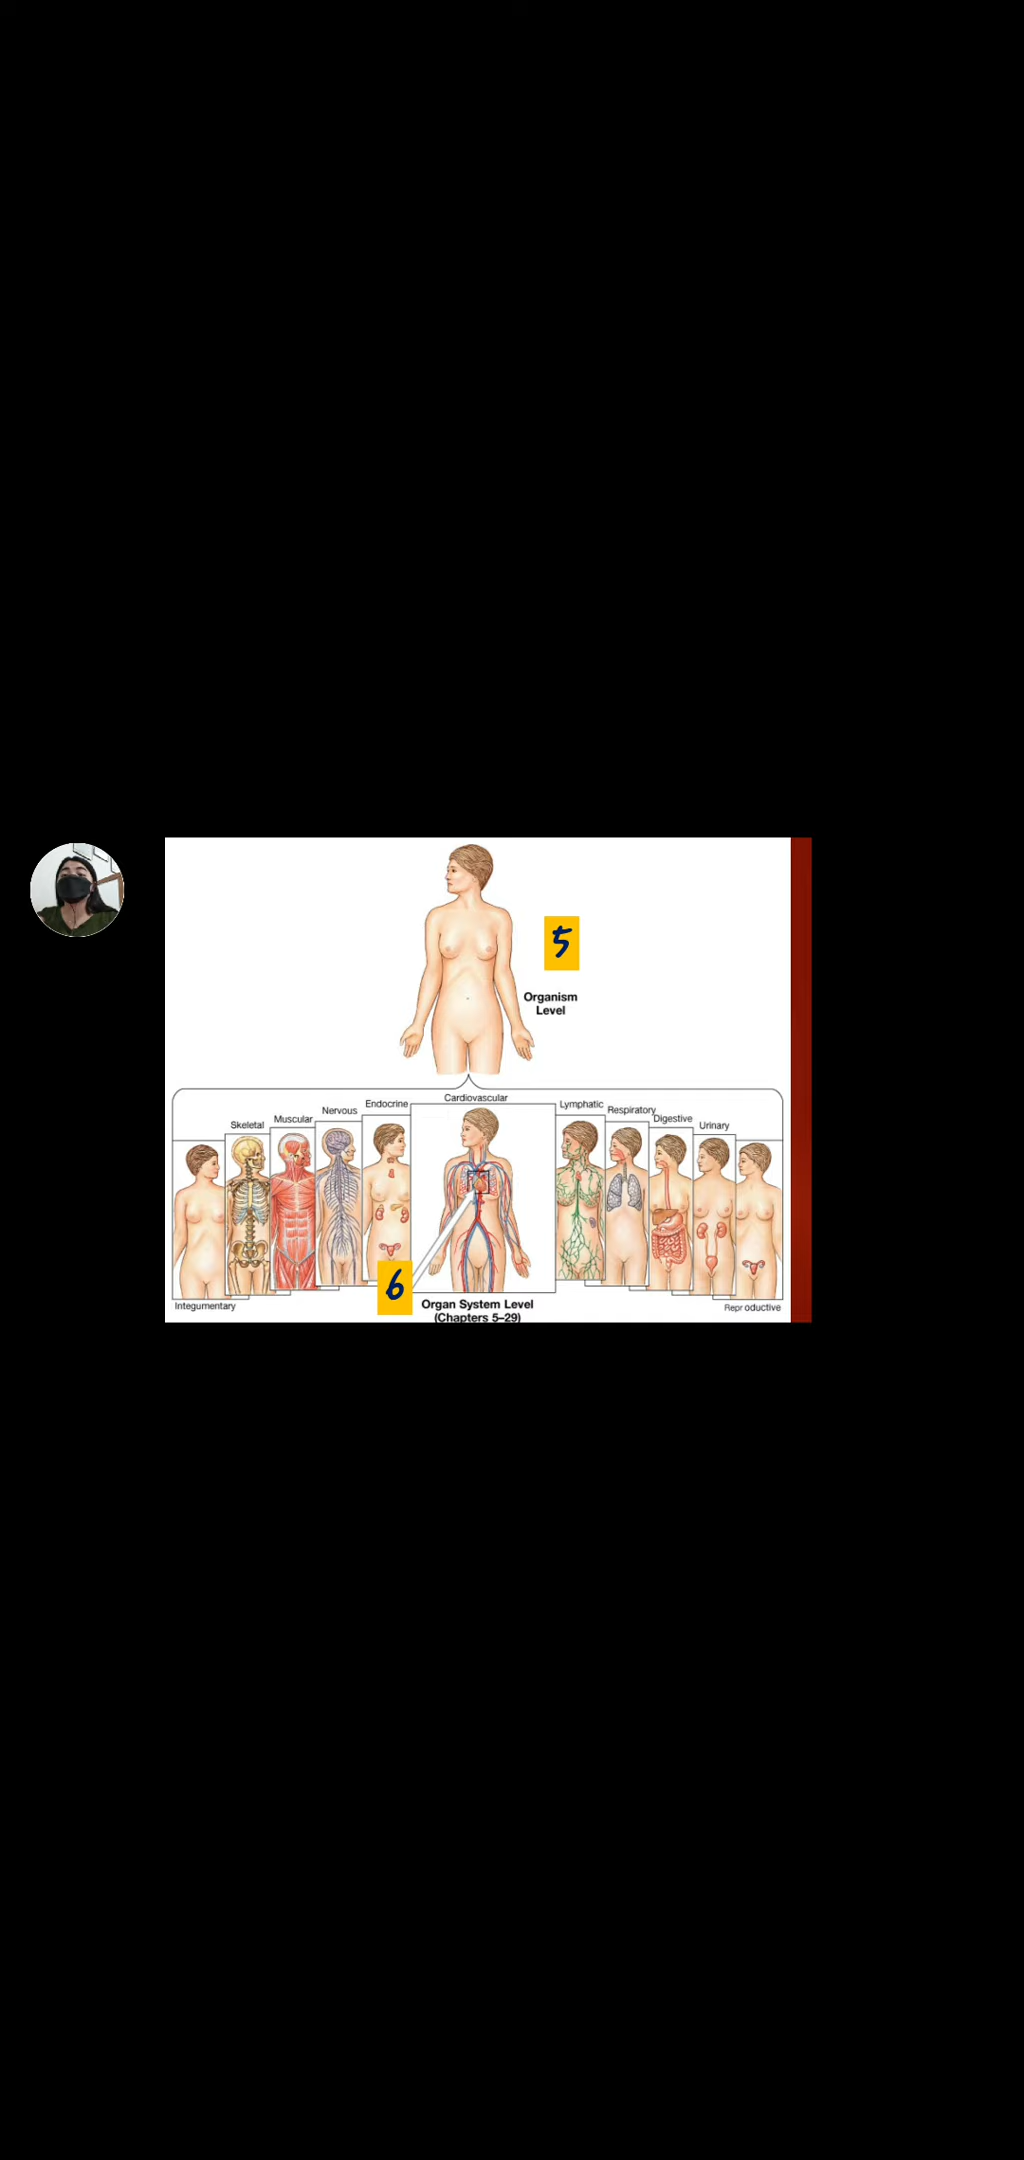 5
Organism
Level
Cardiovascular
Endocrine
Nervous
Muscular
Skeletal
Lymphatic
Respiratory
Digestive
Urinary
6
Integumentary
Organ System Level
(Chapters 5–29)
Repr oductive